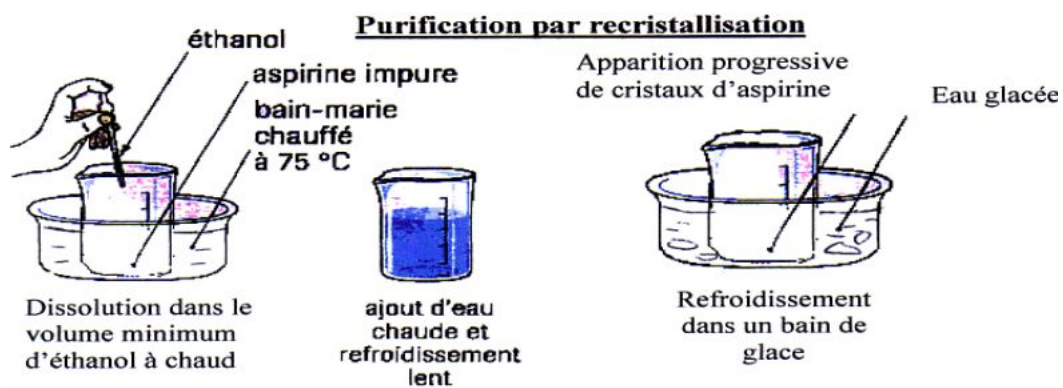 Purification par recristallisation
éthanol
aspirine impure
bain-marie
chauffé
à 75 °C
Dissolution dans le
volume minimum
d'éthanol à chaud
ajout d'eau
chaude et
refroidissement
lent
Apparition progressive
de cristaux d'aspirine
Eau glacée
Refroidissement
dans un bain de
glace